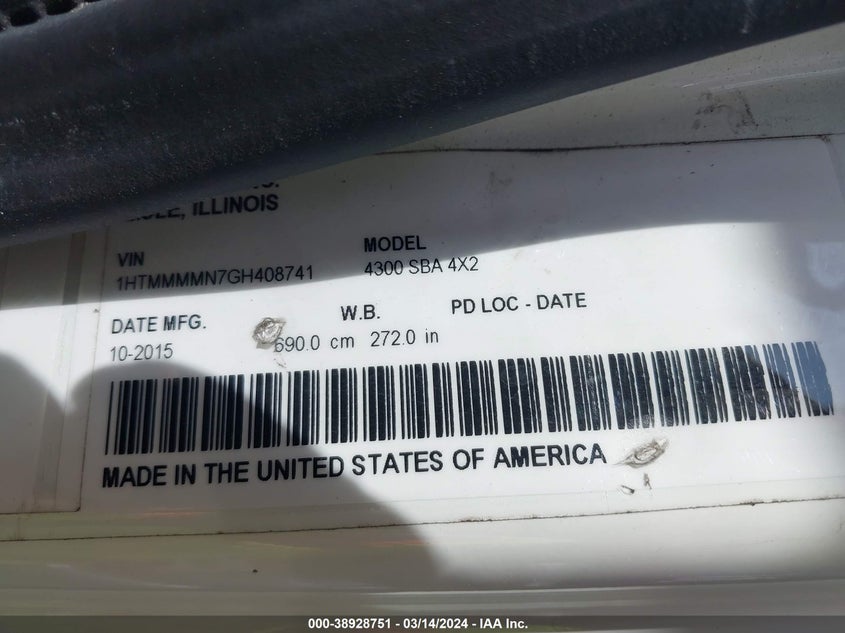 ILLINOIS
VIN
1HTMMMMN7GH408741
MODEL
4300 SBA 4X2
DATE MFG.
10-2015
W.B.
690.0 cm 272.0 in
PD LOC - DATE
MADE IN THE UNITED STATES OF AMERICA
000-38928751 — 03/14/2024 — IAA Inc.